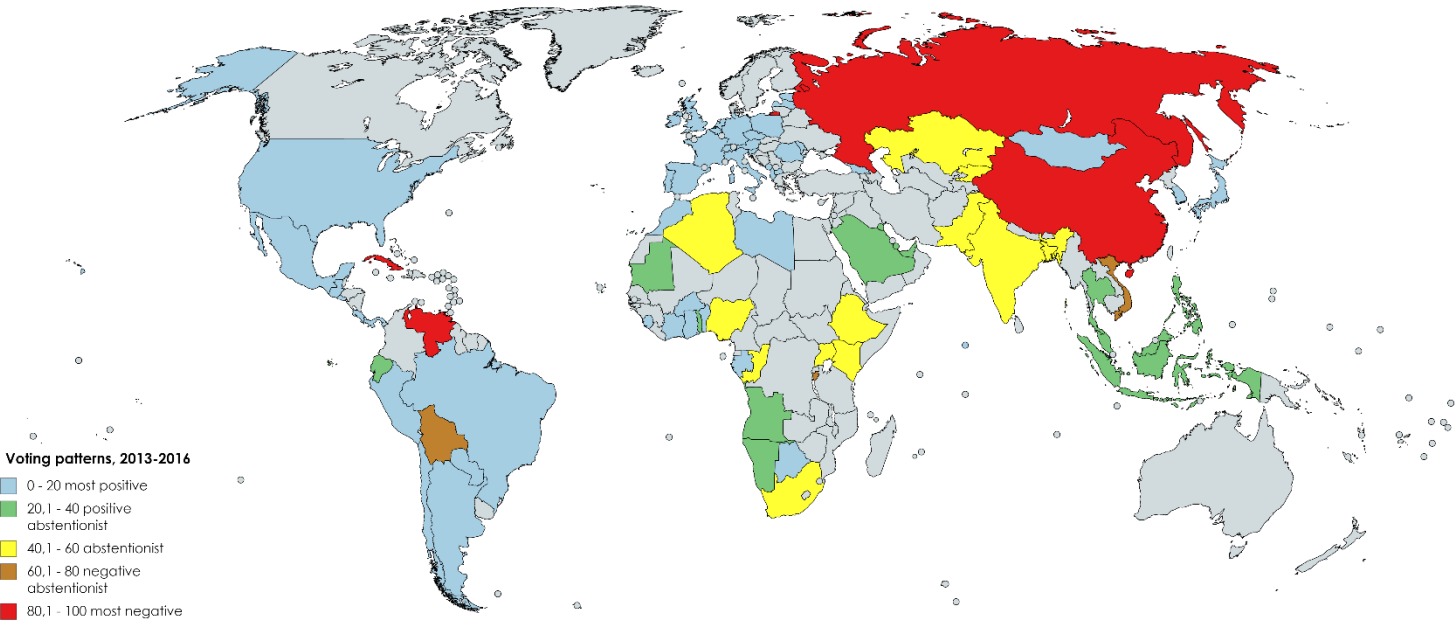 Voting patterns, 2013-2016
0 - 20 most positive
20,1 - 40 positive
abstentionist
40,1 - 60 abstentionist
60,1 - 80 negative
abstentionist
80,1 - 100 most negative